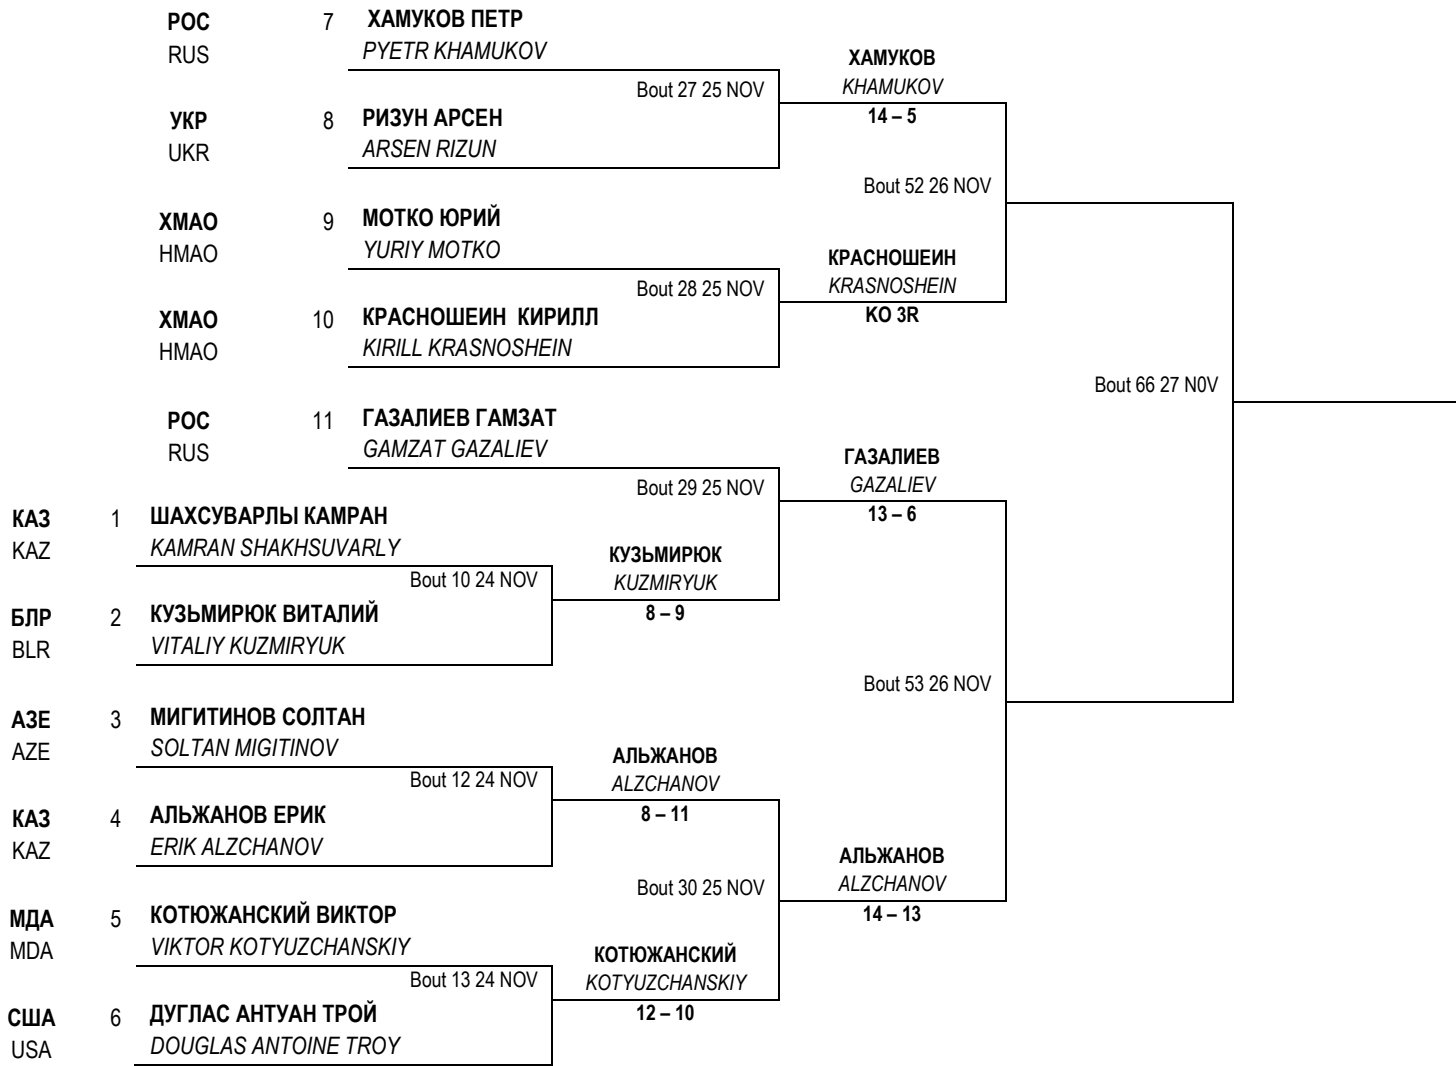 РОС 7 ХАМУКОВ ПЕТР
RUS PYETR KHAMUKOV
ХАМУКОВ
Bout 27 25 NOV KHAMUKOV
УКР 8 РИЗУН АРСЕН 14 – 5
UKR ARSEN RIZUN
Bout 52 26 NOV
ХМАО 9 МОТКО ЮРИЙ
HMAO YURIY MOTKO
КРАСНОШЕИН
Bout 28 25 NOV KRASNOSHEIN
ХМАО 10 КРАСНОШЕИН КИРИЛЛ KO 3R
HMAO KIRILL KRASNOSHEIN
Bout 66 27 N0V
РОС 11 ГАЗАЛИЕВ ГАМЗАТ
RUS GAMZAT GAZALIEV
ГАЗАЛИЕВ
Bout 29 25 NOV GAZALIEV
КАЗ 1 ШАХСУВАРЛЫ КАМРАН 13 – 6
KAZ KAMRAN SHAKHSUVARLY
КУЗЬМИРЮК
Bout 10 24 NOV KUZMIRYUK
БЛР 2 КУЗЬМИРЮК ВИТАЛИЙ 8 – 9
BLR VITALIY KUZMIRYUK
Bout 53 26 NOV
АЗЕ 3 МИГИТИНОВ СОЛТАН
AZE SOLTAN MIGITINOV
АЛЬЖАНОВ
Bout 12 24 NOV ALZCHANOV
КАЗ 4 АЛЬЖАНОВ ЕРИК 8 – 11
KAZ ERIK ALZCHANOV
АЛЬЖАНОВ
Bout 30 25 NOV ALZCHANOV
МДА 5 КОТЮЖАНСКИЙ ВИКТОР 14 – 13
MDA VIKTOR KOTYUZCHANSKIY
КОТЮЖАНСКИЙ
Bout 13 24 NOV KOTYUZCHANSKIY
США 6 ДУГЛАС АНТУАН ТРОЙ 12 – 10
USA DOUGLAS ANTOINE TROY